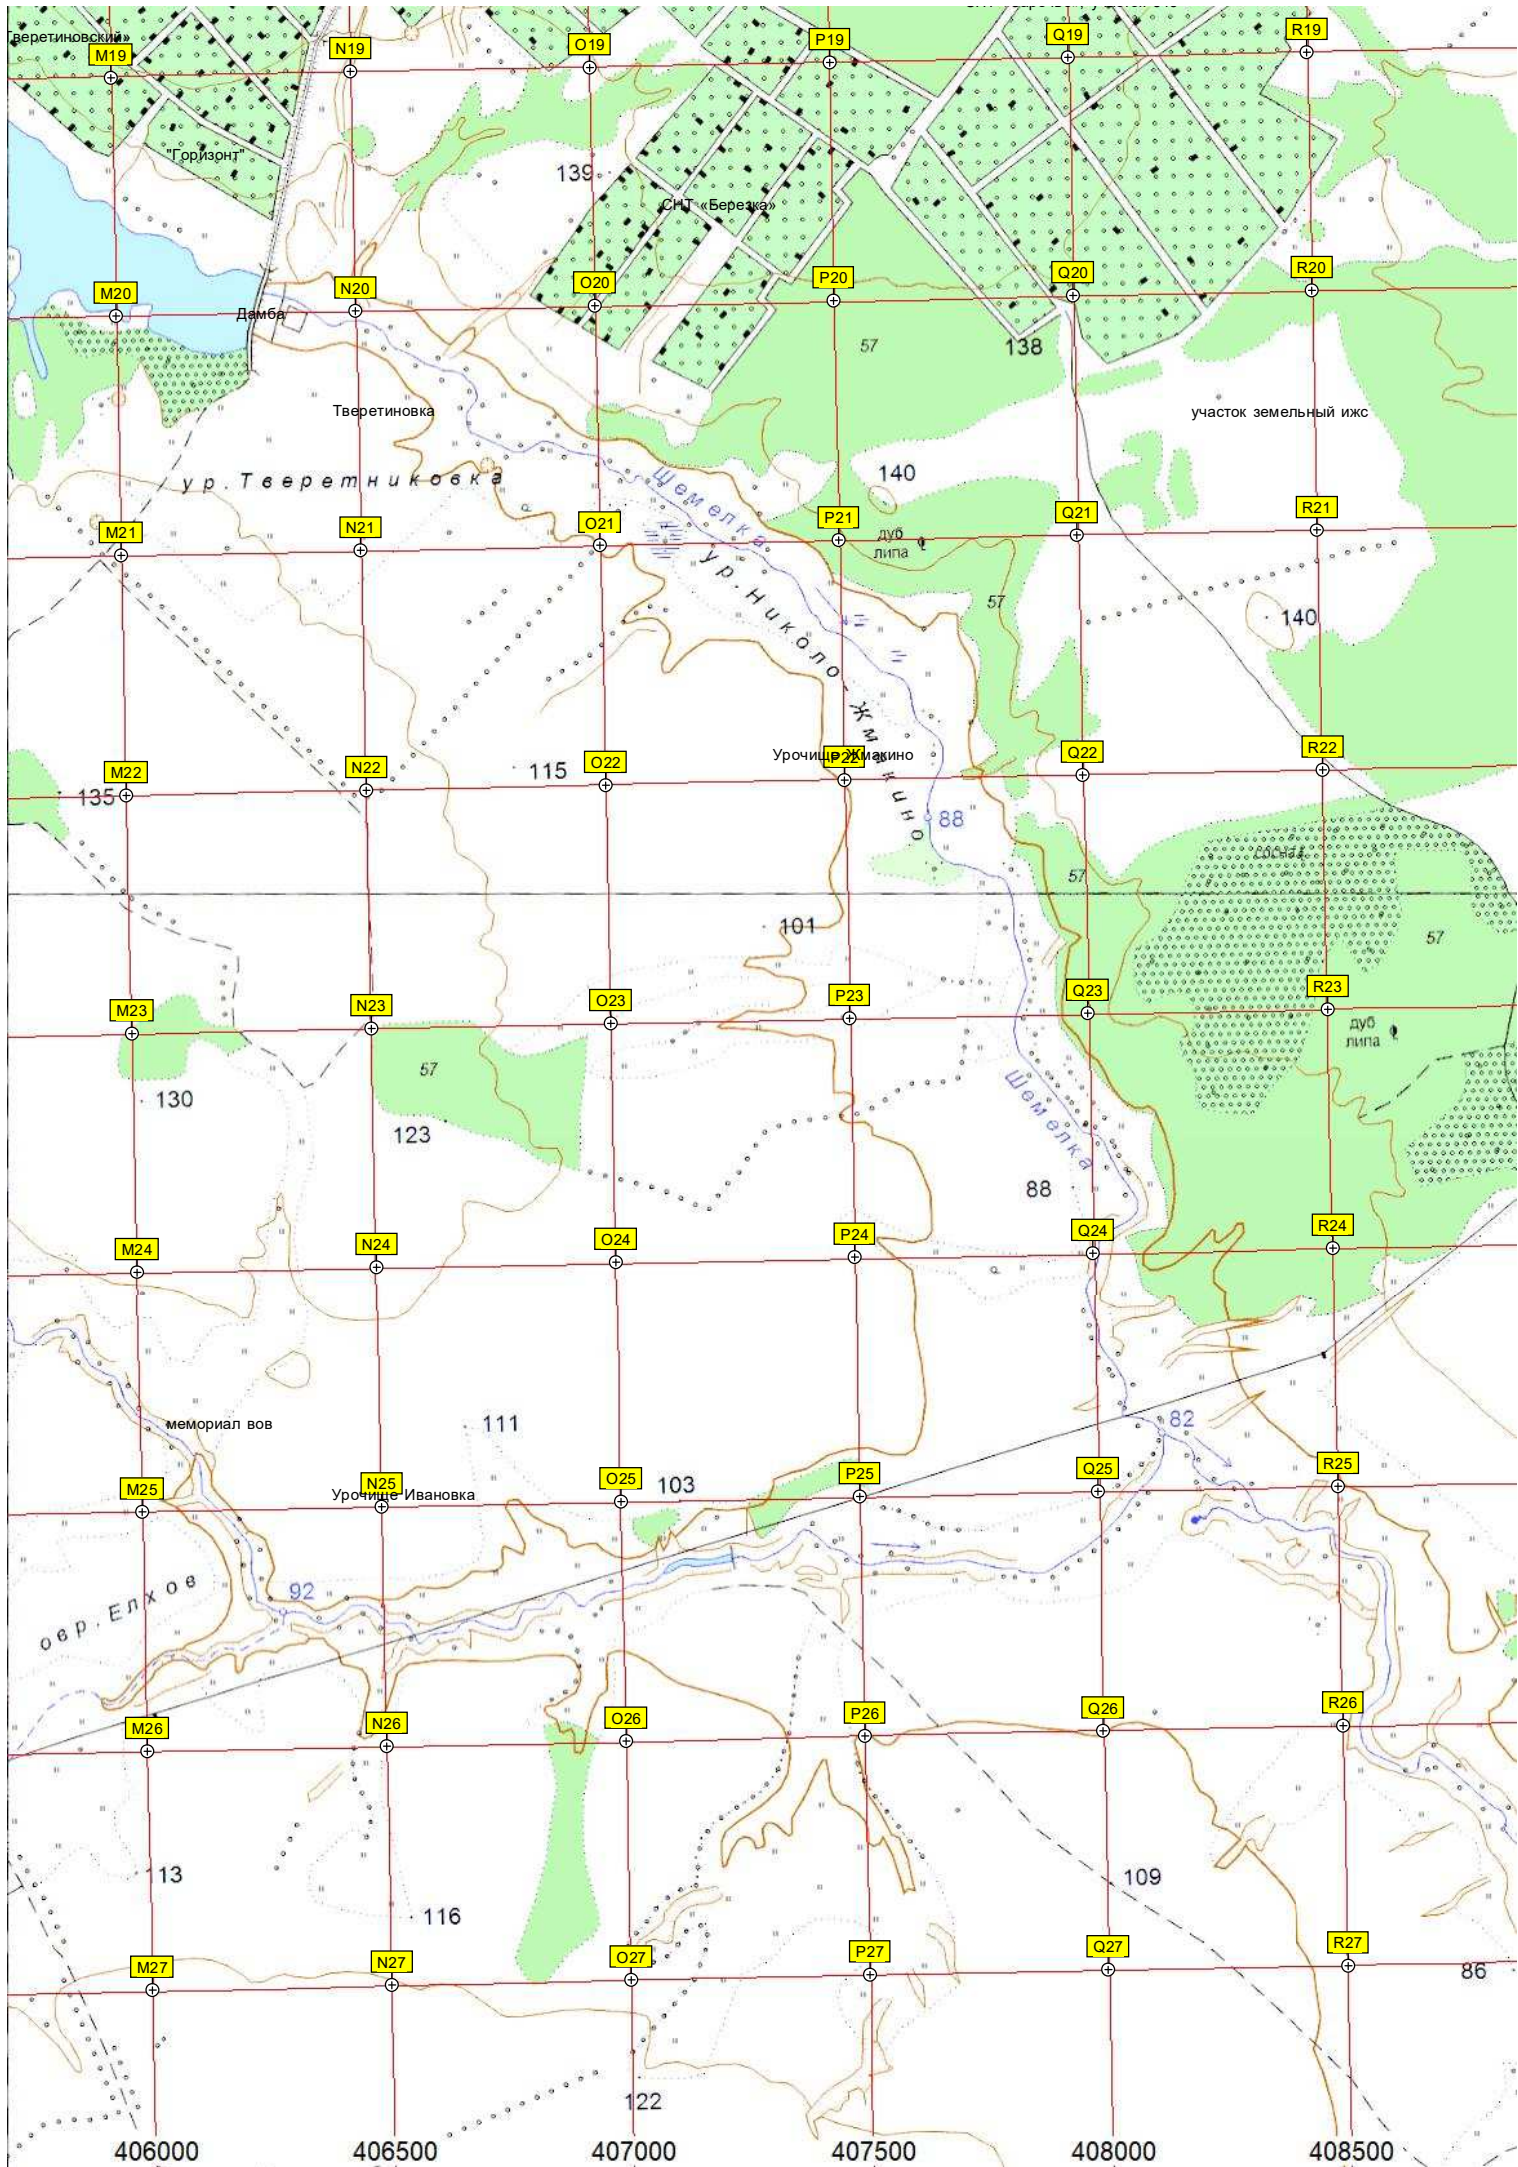 Тверетиновский»
M19
N19
O19
P19
Q19
R19
"Горизонт"
139
СНТ «Березка»
M20
N20
O20
P20
Q20
R20
Дамба
57
138
Тверетиновка
участок земельный ижс
ур. Тверетниковка
Шемелка
140
M21
N21
O21
P21
Q21
R21
дуб
липа
ур. Николо-Жмакино
57
140
M22
N22
O22
P22
Q22
R22
Урочище Жмакино
115
135
88
сосна
57
101
57
M23
N23
O23
P23
Q23
R23
дуб
липа
57
130
123
Шемелка
88
M24
N24
O24
P24
Q24
R24
мемориал вов
111
82
M25
N25
O25
P25
Q25
R25
Урочище Ивановка
103
92
овр. Елхов
M26
N26
O26
P26
Q26
R26
113
109
116
M27
N27
O27
P27
Q27
R27
86
122
406000
406500
407000
407500
408000
408500